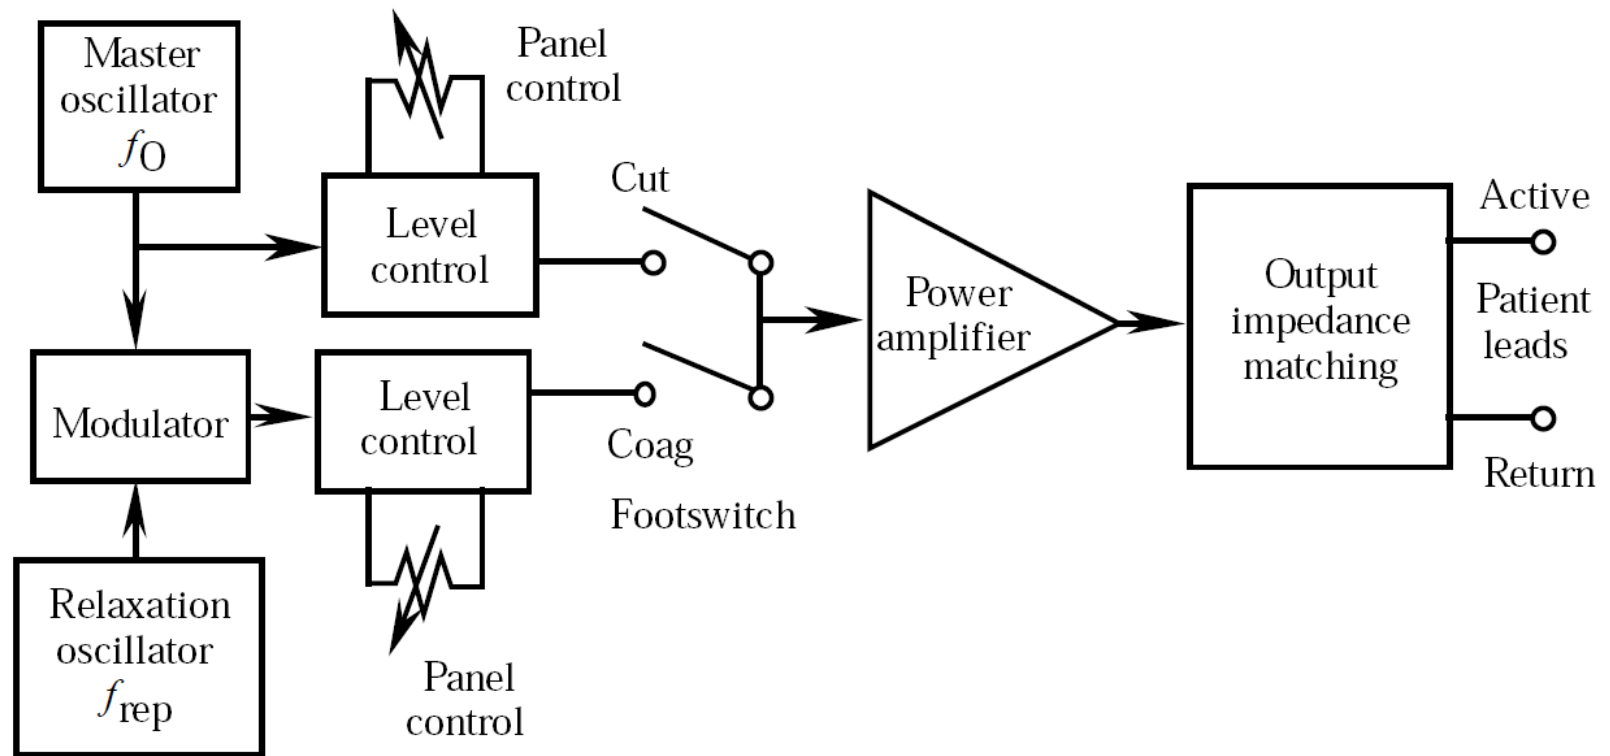 Master
oscillator
fO
Panel
control
Level
control
Cut
Modulator
Level
control
Coag
Footswitch
Relaxation
oscillator
frep
Panel
control
Power
amplifier
Output
impedance
matching
Active
Patient
leads
Return